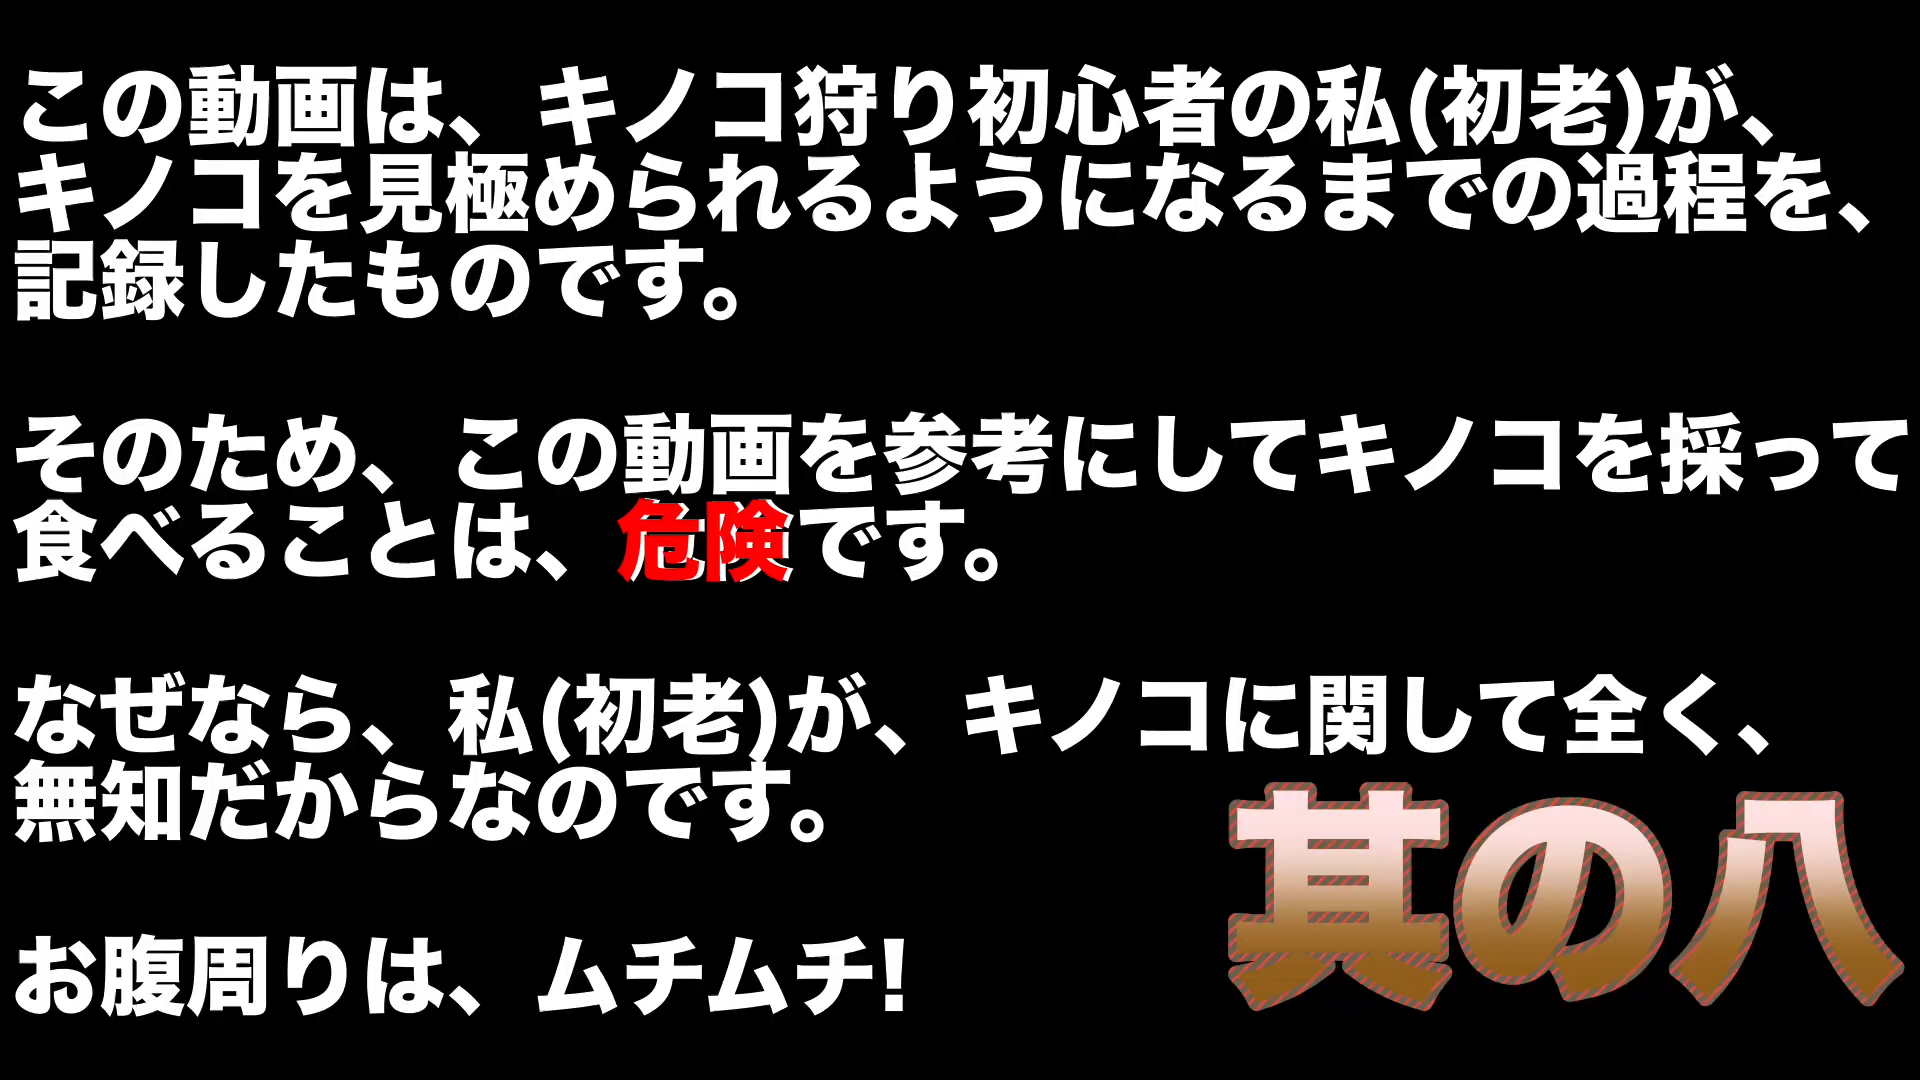 この動画は、キノコ狩り初心者の私(初老)が、
キノコを見極められるようになるまでの過程を、
記録したものです。
そのため、この動画を参考にしてキノコを採って
食べることは、危険です。
なぜなら、私(初老)が、キノコに関して全く、
無知だからなのです。
お腹周りは、ムチムチ!
其の八